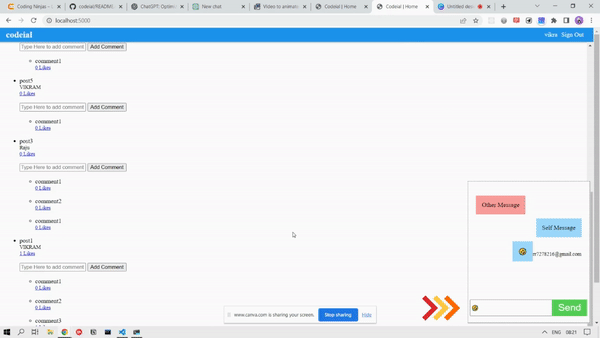 Coding Ninjas –
codeial/README
ChatGPT: Optim
New chat
Video to animate
Codeial | Home
Codeial | Home
Untitled des
localhost:5000
codeial
vikra Sign Out
Type Here to add comment Add Comment
comment1
0 Likes
post5
VIKRAM
0 Likes
Type Here to add comment Add Comment
comment1
0 Likes
post3
Raju
0 Likes
Type Here to add comment Add Comment
comment1
0 Likes
comment2
0 Likes
comment1
0 Likes
post1
VIKRAM
1 Likes
Type Here to add comment Add Comment
comment1
0 Likes
comment2
0 Likes
comment3
Other Message
Self Message
rr7278216@gmail.com
Send
www.canva.com is sharing your screen.
Stop sharing
Hide
ENG 08:21